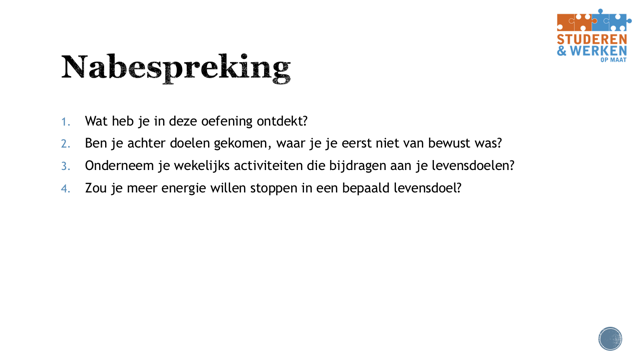 STUDEREN
& WERKEN
OP MAAT
Nabespreking
1. Wat heb je in deze oefening ontdekt?
2. Ben je achter doelen gekomen, waar je je eerst niet van bewust was?
3. Onderneem je wekelijks activiteiten die bijdragen aan je levensdoelen?
4. Zou je meer energie willen stoppen in een bepaald levensdoel?